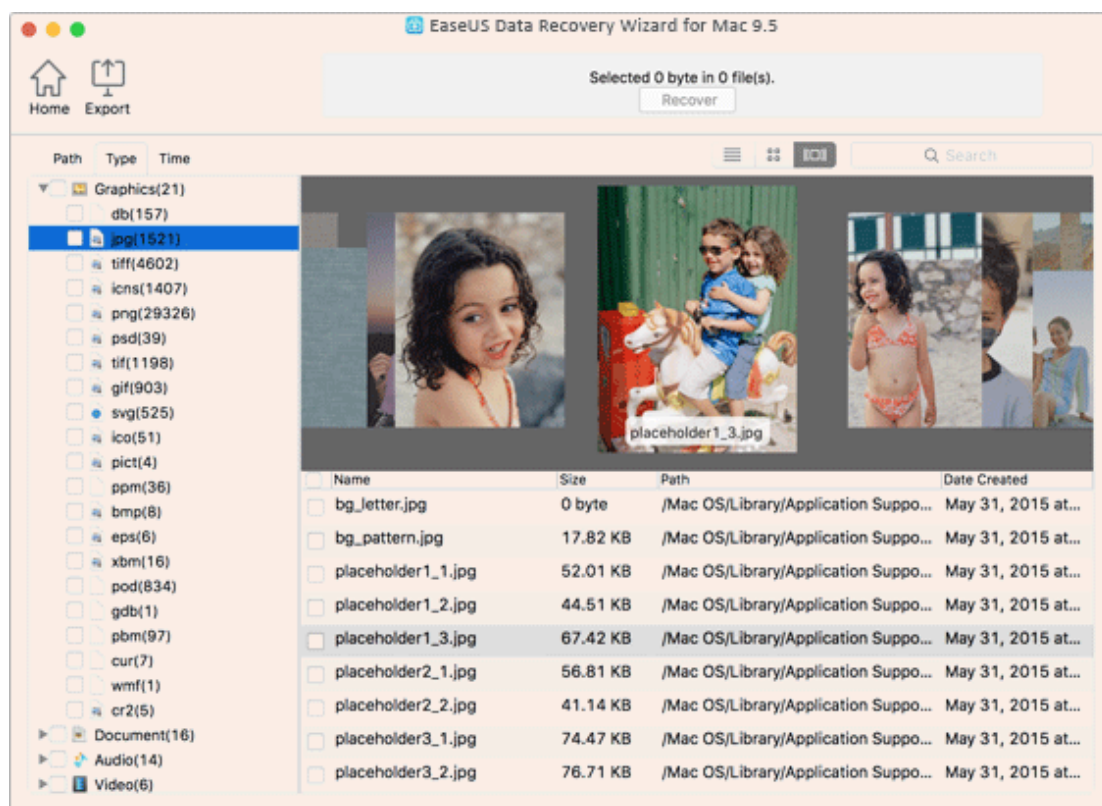 EaseUS Data Recovery Wizard for Mac 9.5
Selected 0 byte in 0 file(s).
Home Export
Recover
Path Type Time
Search
Graphics(21)
db(157)
jpg(1521)
tiff(4602)
icns(1407)
png(29326)
psd(39)
tif(1198)
gif(903)
svg(525)
ico(51)
pict(4)
ppm(36)
bmp(8)
eps(6)
xbm(16)
pod(834)
gdb(1)
pbm(97)
cur(7)
wmf(1)
cr2(5)
Document(16)
Audio(14)
Video(6)
placeholder1_3.jpg
Name Size Path Date Created
bg_letter.jpg 0 byte /Mac OS/Library/Application Suppo... May 31, 2015 at...
bg_pattern.jpg 17.82 KB /Mac OS/Library/Application Suppo... May 31, 2015 at...
placeholder1_1.jpg 52.01 KB /Mac OS/Library/Application Suppo... May 31, 2015 at...
placeholder1_2.jpg 44.51 KB /Mac OS/Library/Application Suppo... May 31, 2015 at...
placeholder1_3.jpg 67.42 KB /Mac OS/Library/Application Suppo... May 31, 2015 at...
placeholder2_1.jpg 56.81 KB /Mac OS/Library/Application Suppo... May 31, 2015 at...
placeholder2_2.jpg 41.14 KB /Mac OS/Library/Application Suppo... May 31, 2015 at...
placeholder3_1.jpg 74.47 KB /Mac OS/Library/Application Suppo... May 31, 2015 at...
placeholder3_2.jpg 76.71 KB /Mac OS/Library/Application Suppo... May 31, 2015 at...